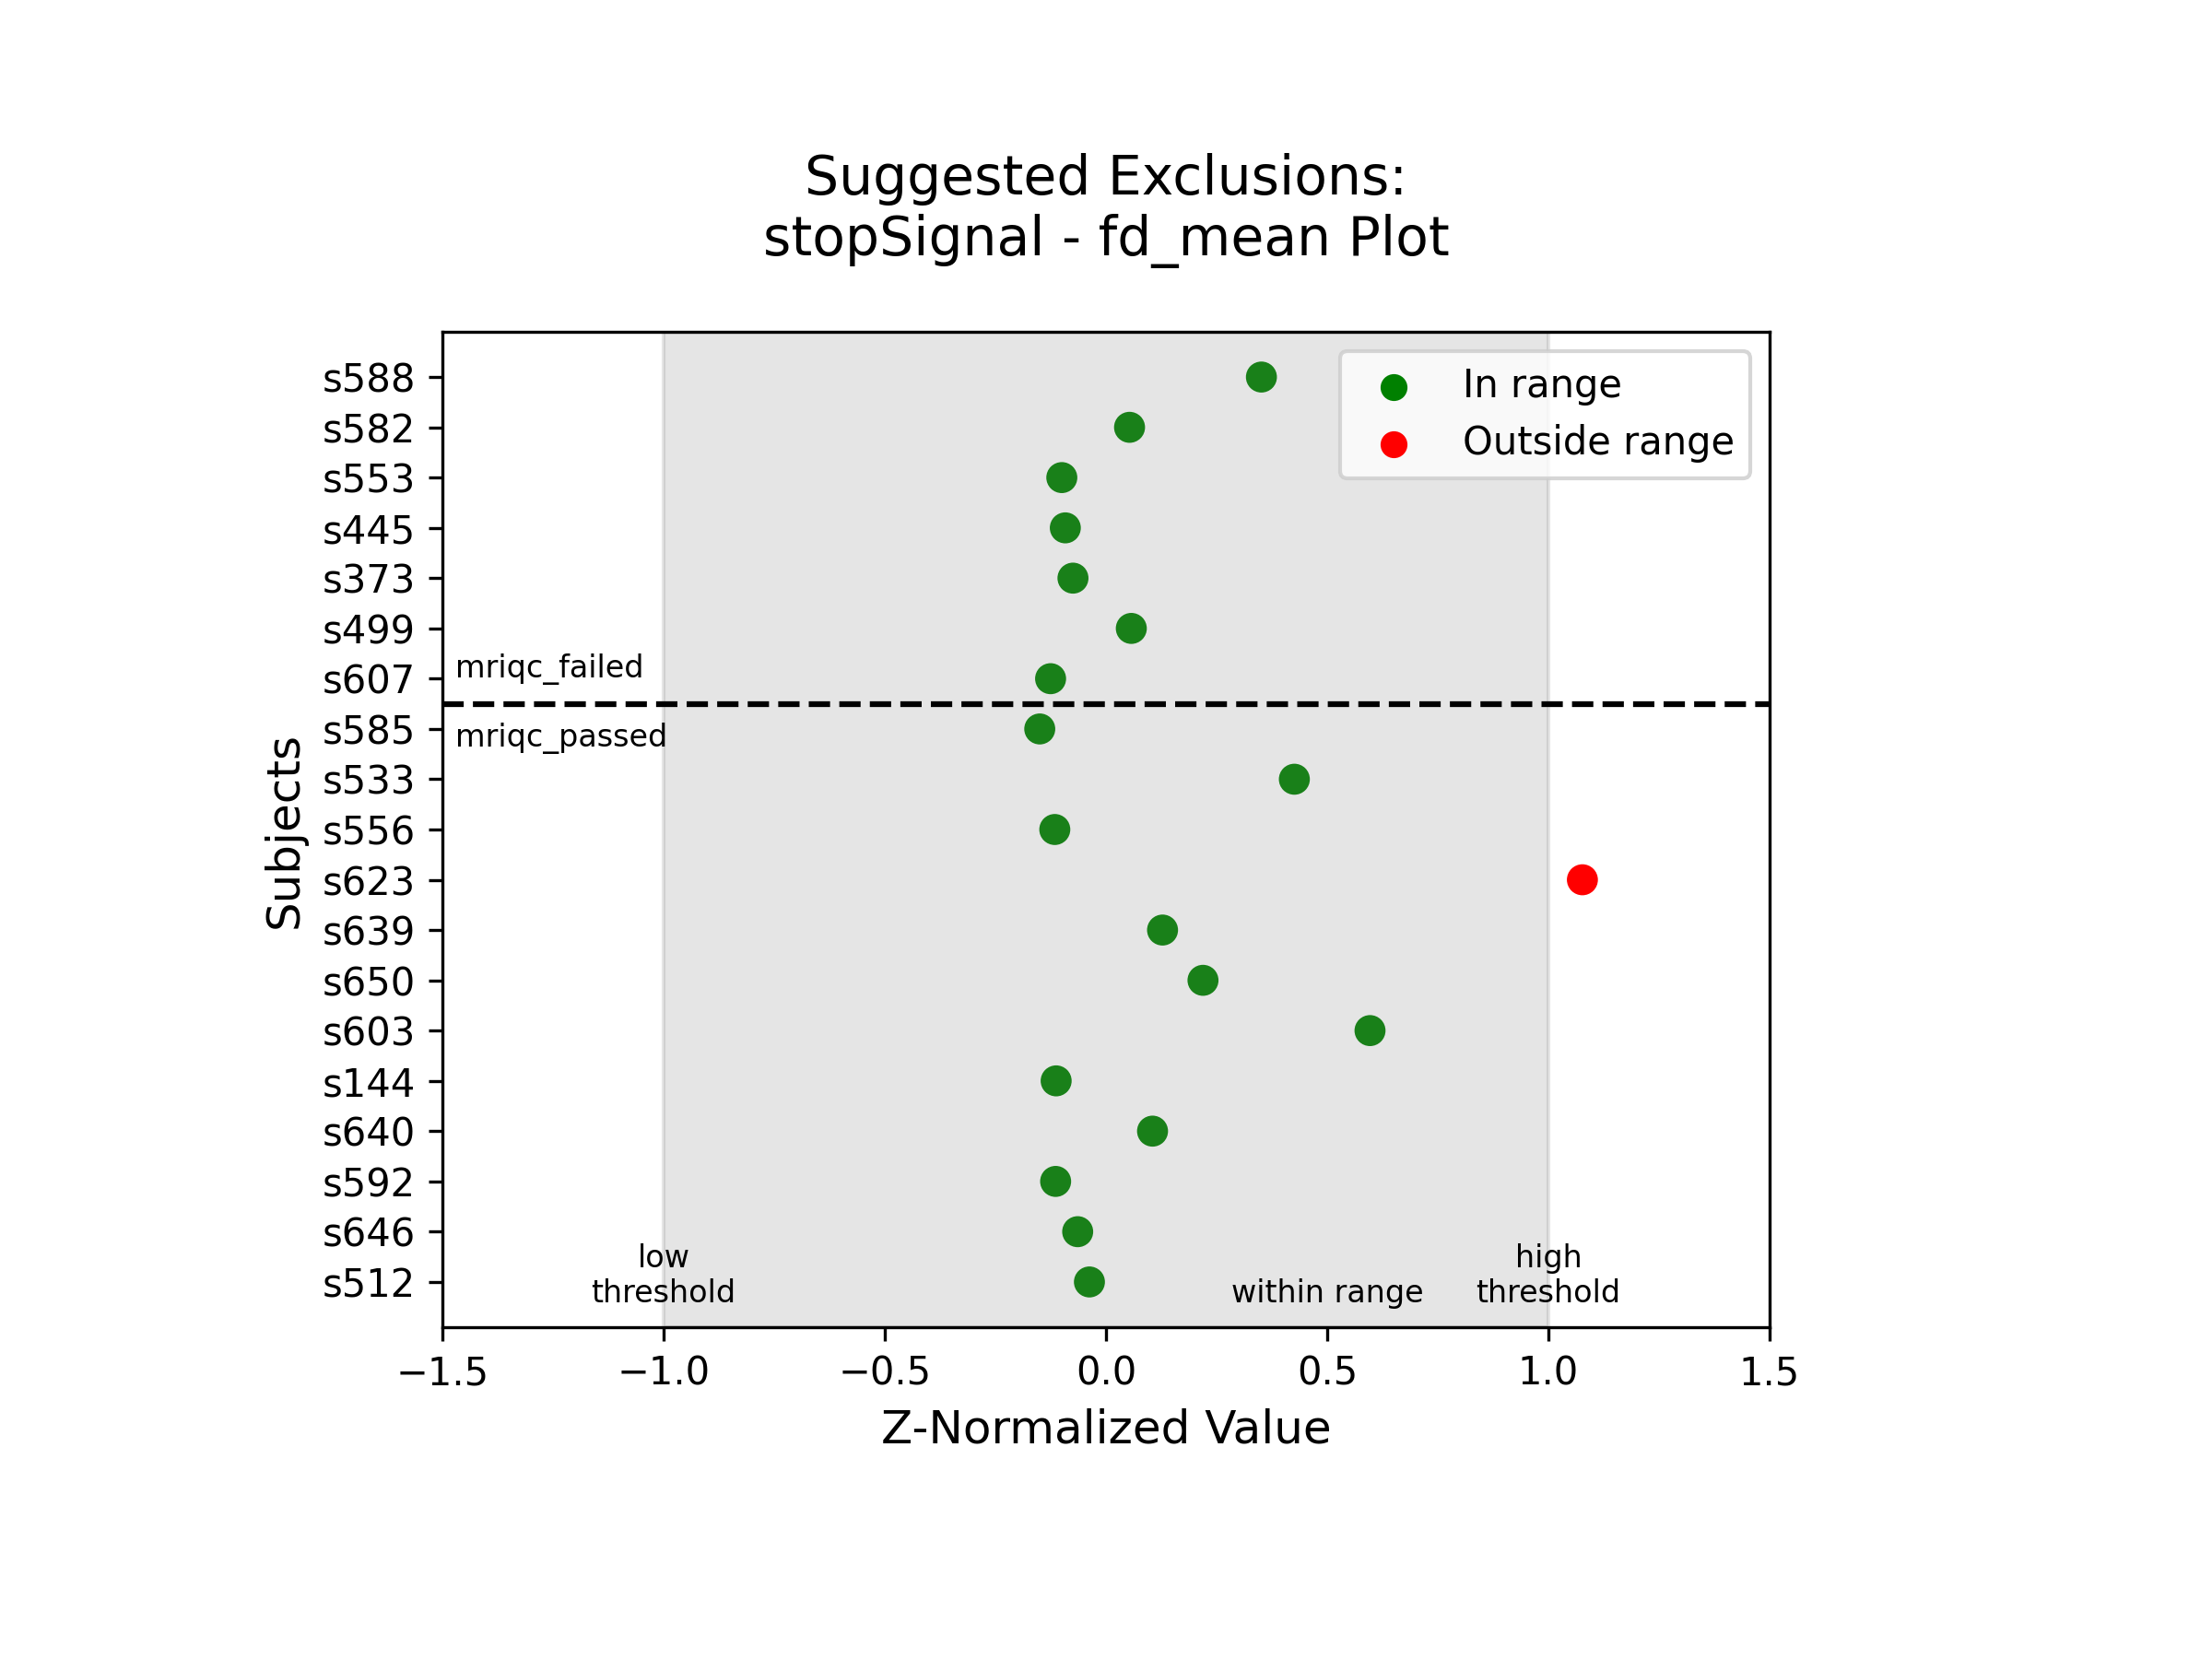 Suggested Exclusions:
stopSignal - fd_mean Plot
In range
Outside range
s588
s582
s553
s445
s373
s499
s607
mriqc_failed
mriqc_passed
s585
s533
s556
s623
s639
s650
s603
s144
s640
s592
s646
s512
Subjects
low
threshold
within range
high
threshold
−1.5
−1.0
−0.5
0.0
0.5
1.0
1.5
Z-Normalized Value